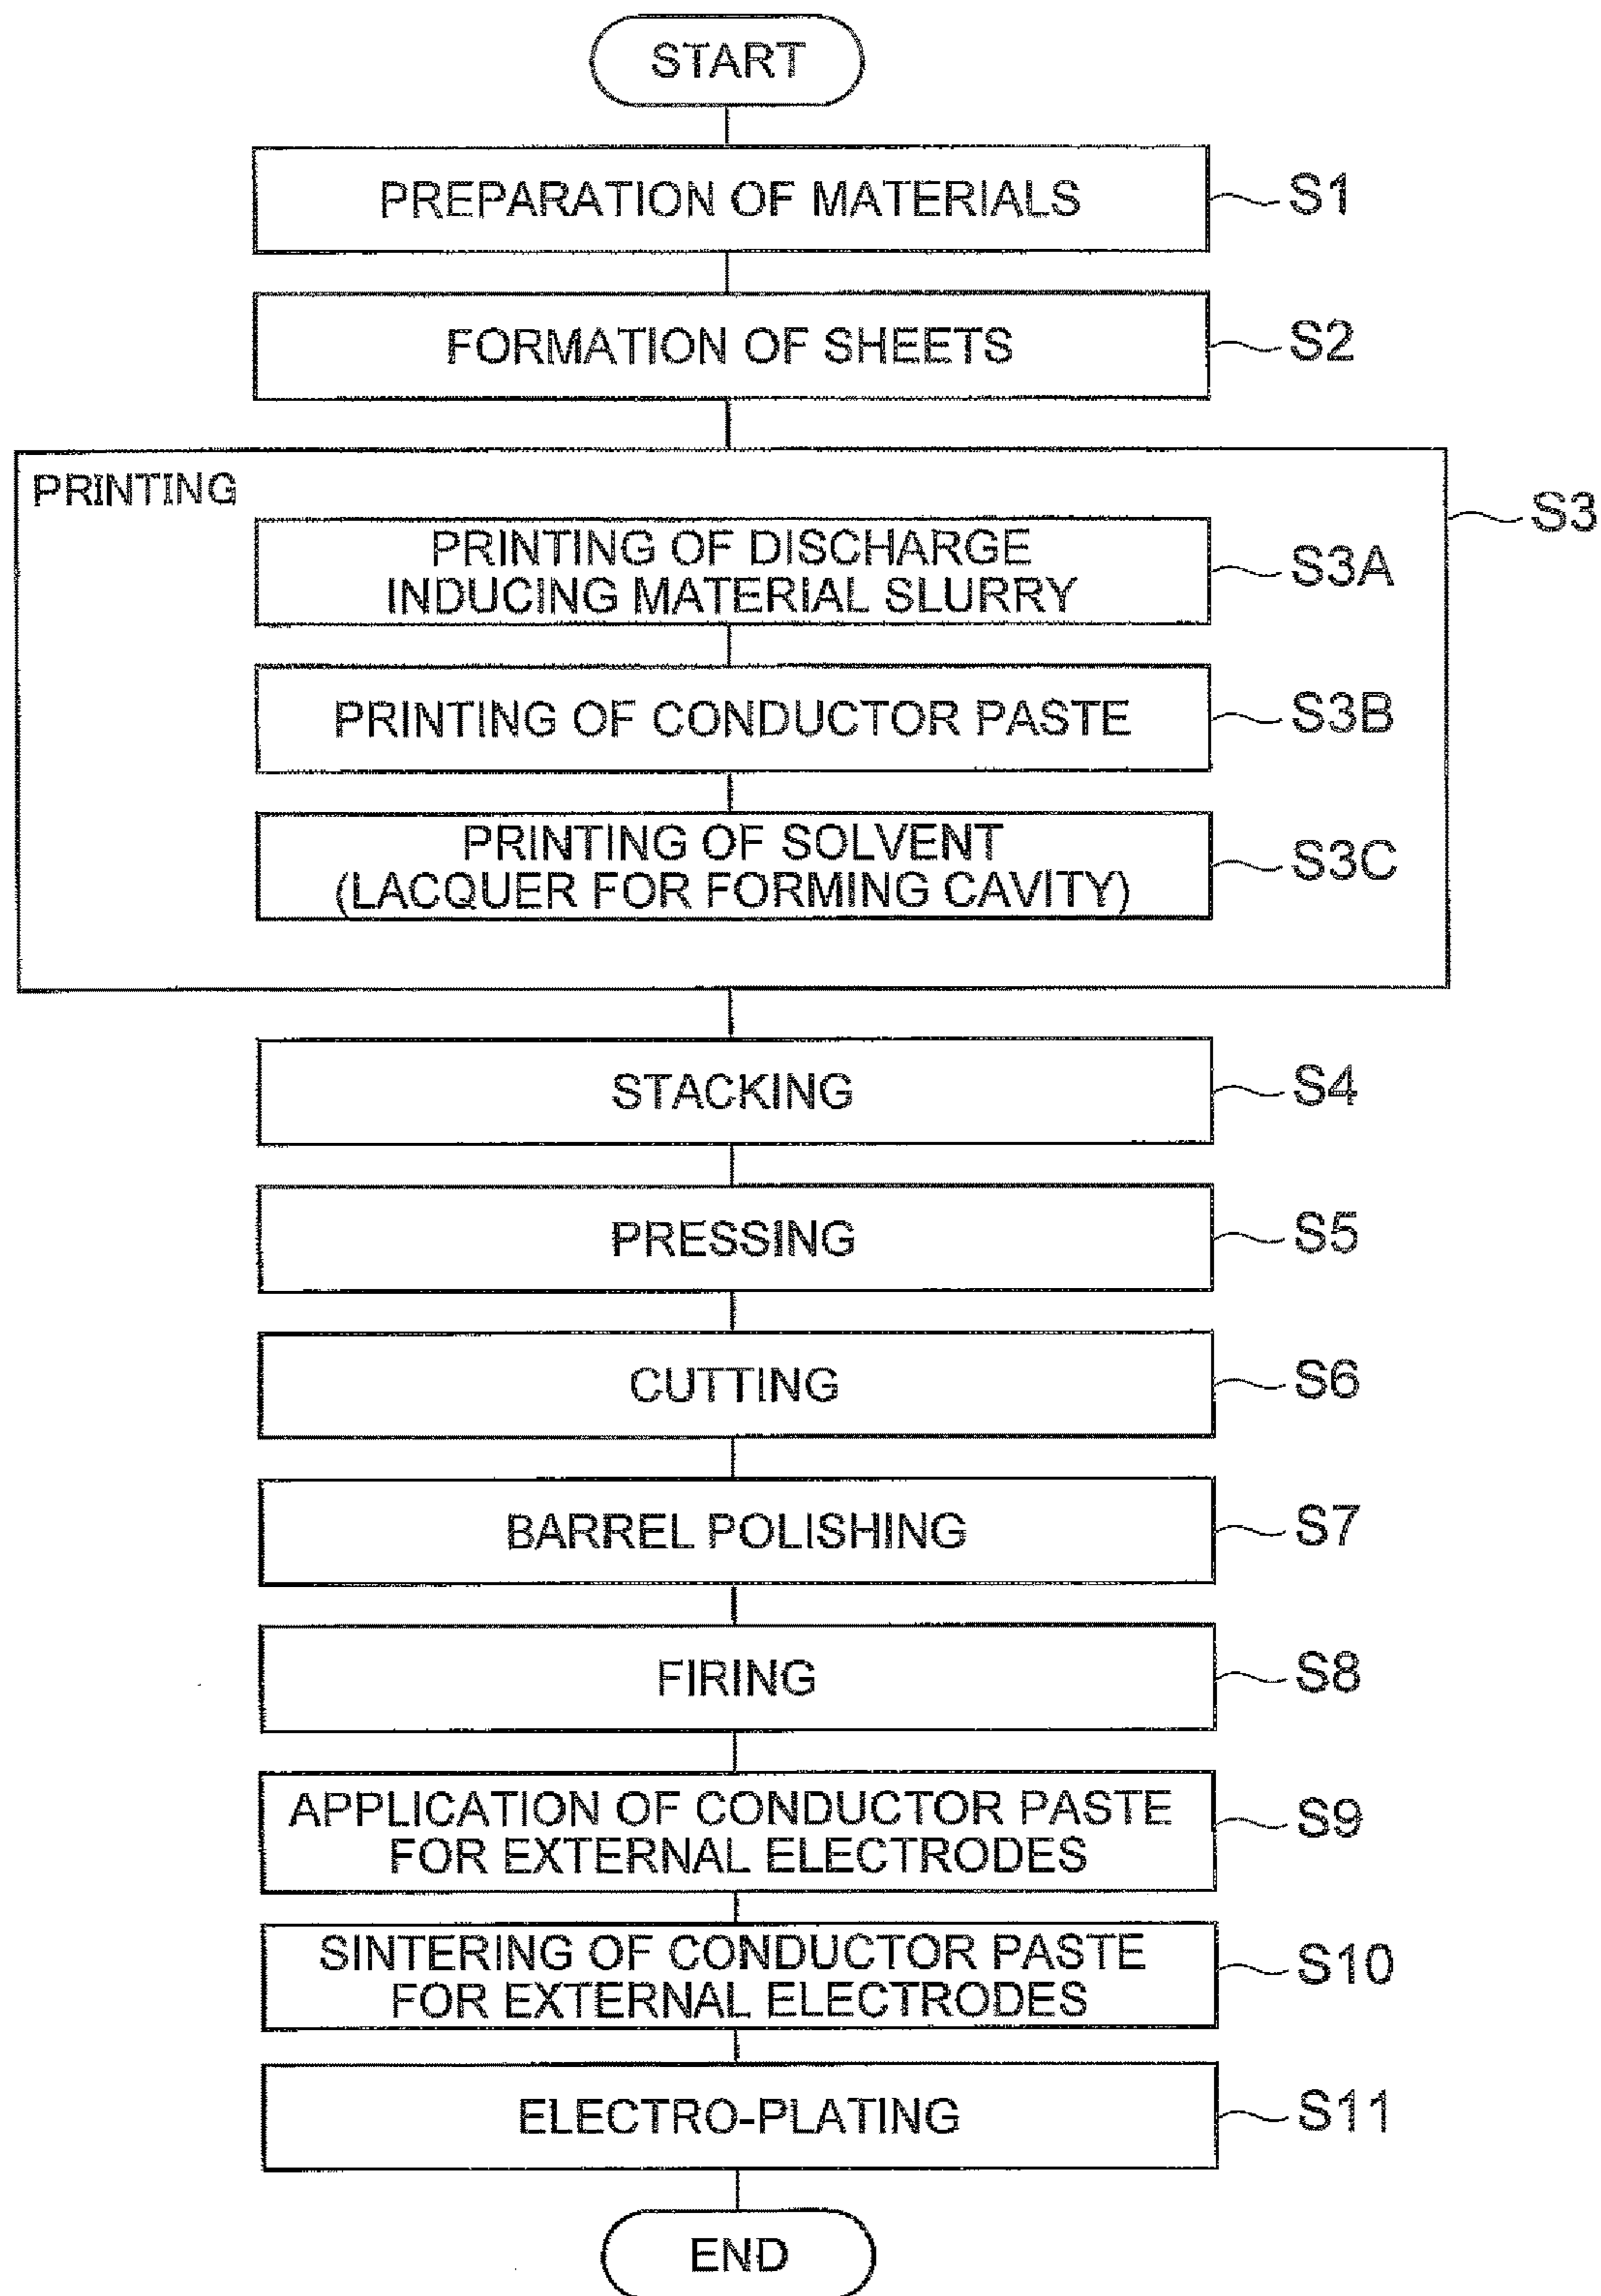 START
PREPARATION OF MATERIALS
S1
FORMATION OF SHEETS
S2
PRINTING
S3
PRINTING OF DISCHARGE
INDUCING MATERIAL SLURRY
S3A
PRINTING OF CONDUCTOR PASTE
S3B
PRINTING OF SOLVENT
(LACQUER FOR FORMING CAVITY)
S3C
STACKING
S4
PRESSING
S5
CUTTING
S6
BARREL POLISHING
S7
FIRING
S8
APPLICATION OF CONDUCTOR PASTE
FOR EXTERNAL ELECTRODES
S9
SINTERING OF CONDUCTOR PASTE
FOR EXTERNAL ELECTRODES
S10
ELECTRO-PLATING
S11
END